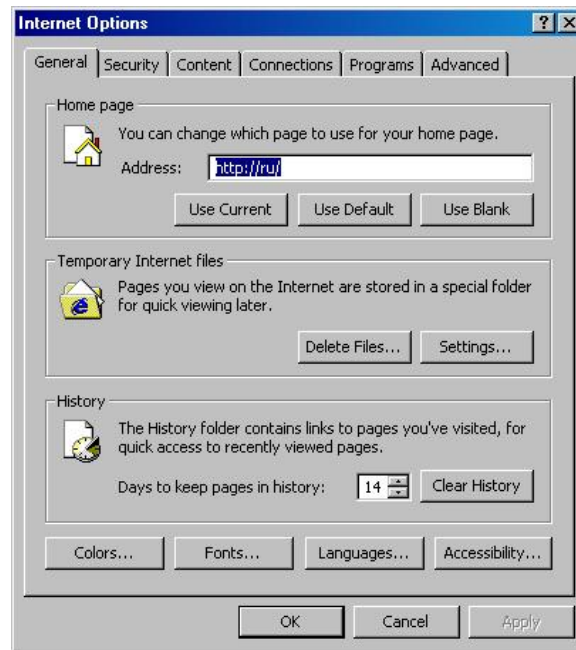 Internet Options
General Security Content Connections Programs Advanced
Home page
You can change which page to use for your home page.
Address: http://ru/
Use Current Use Default Use Blank
Temporary Internet files
Pages you view on the Internet are stored in a special folder
for quick viewing later.
Delete Files... Settings...
History
The History folder contains links to pages you've visited, for
quick access to recently viewed pages.
Days to keep pages in history: 14 Clear History
Colors... Fonts... Languages... Accessibility...
OK Cancel Apply